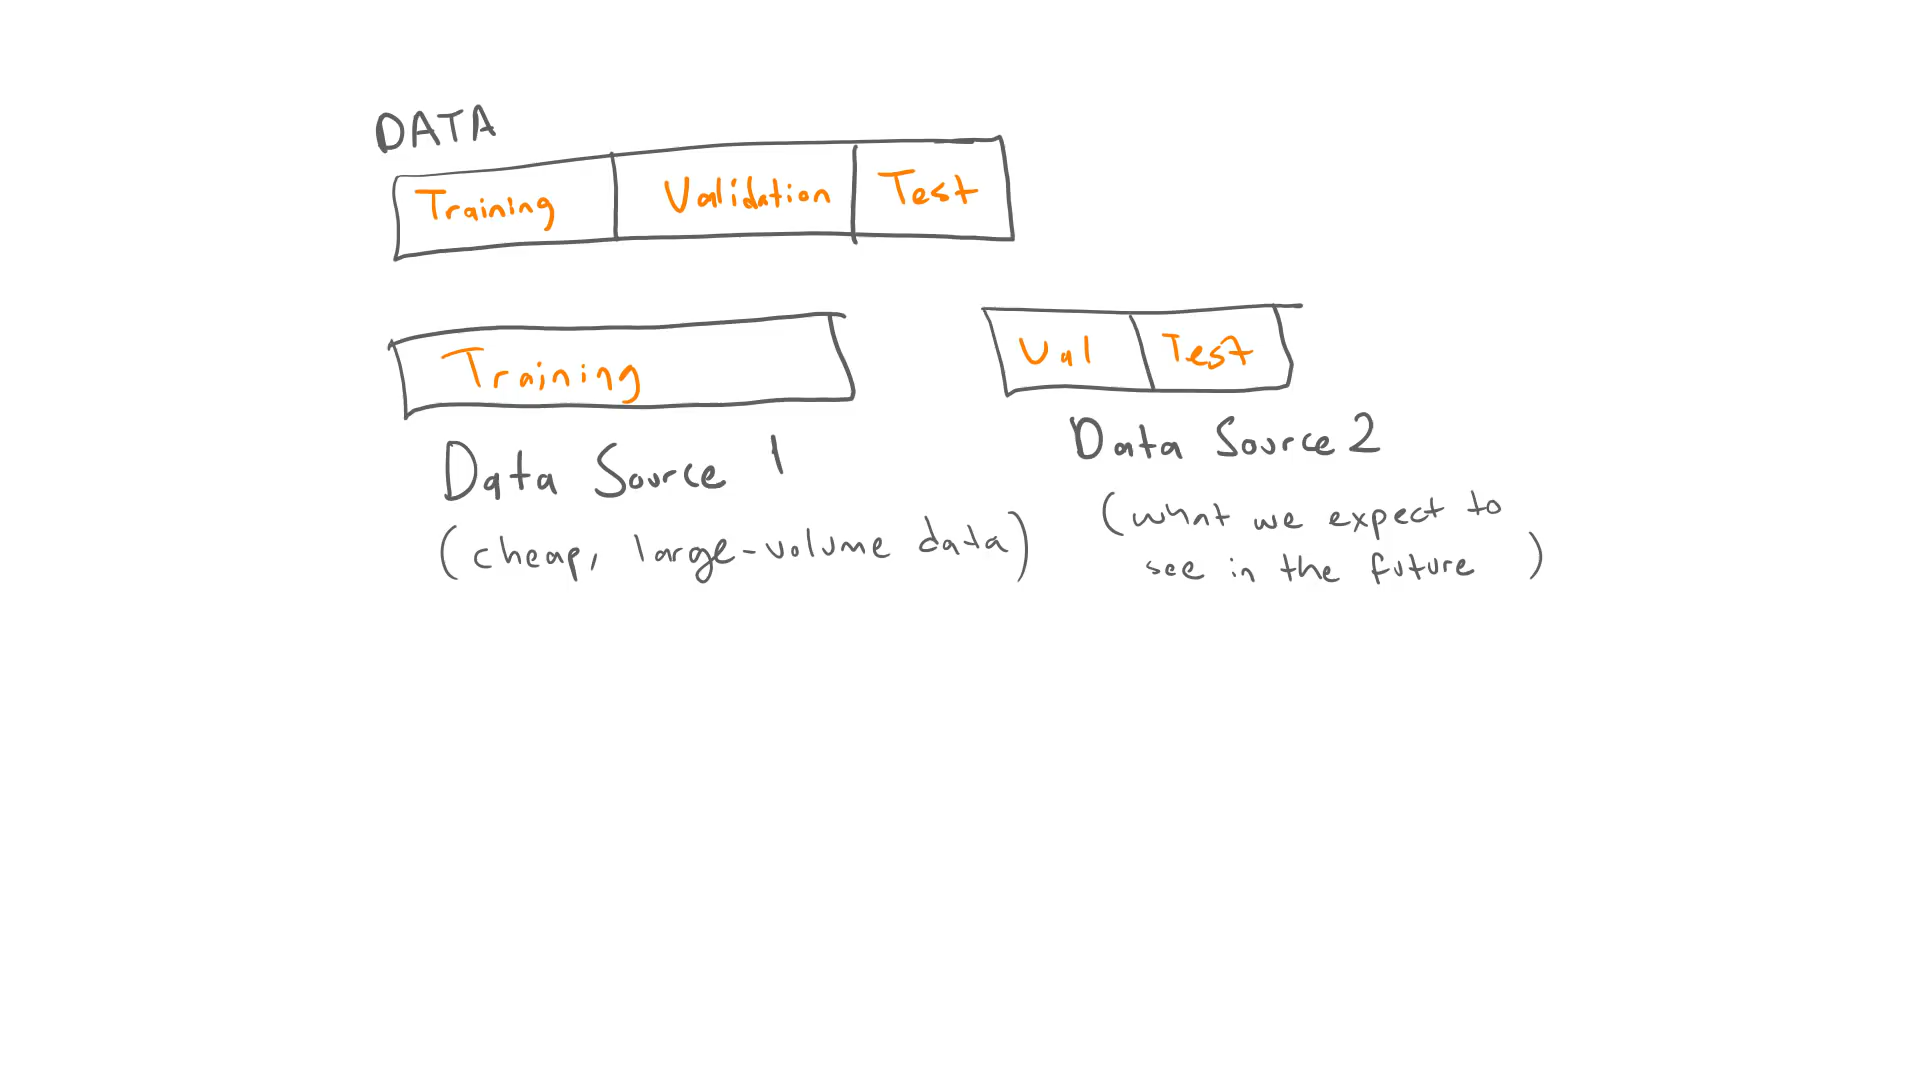 DATA
Training Validation Test
Training
Val Test
Data Source 1
(cheap, large-volume data)
Data Source 2
(what we expect to
see in the future)